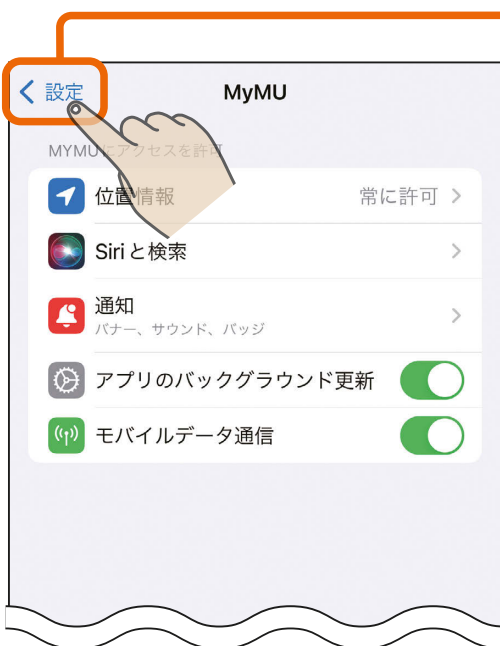 設定
MyMU
MYMUにアクセスを許可
位置情報 常に許可
Siriと検索
通知
バナー、サウンド、バッジ
アプリのバックグラウンド更新
モバイルデータ通信